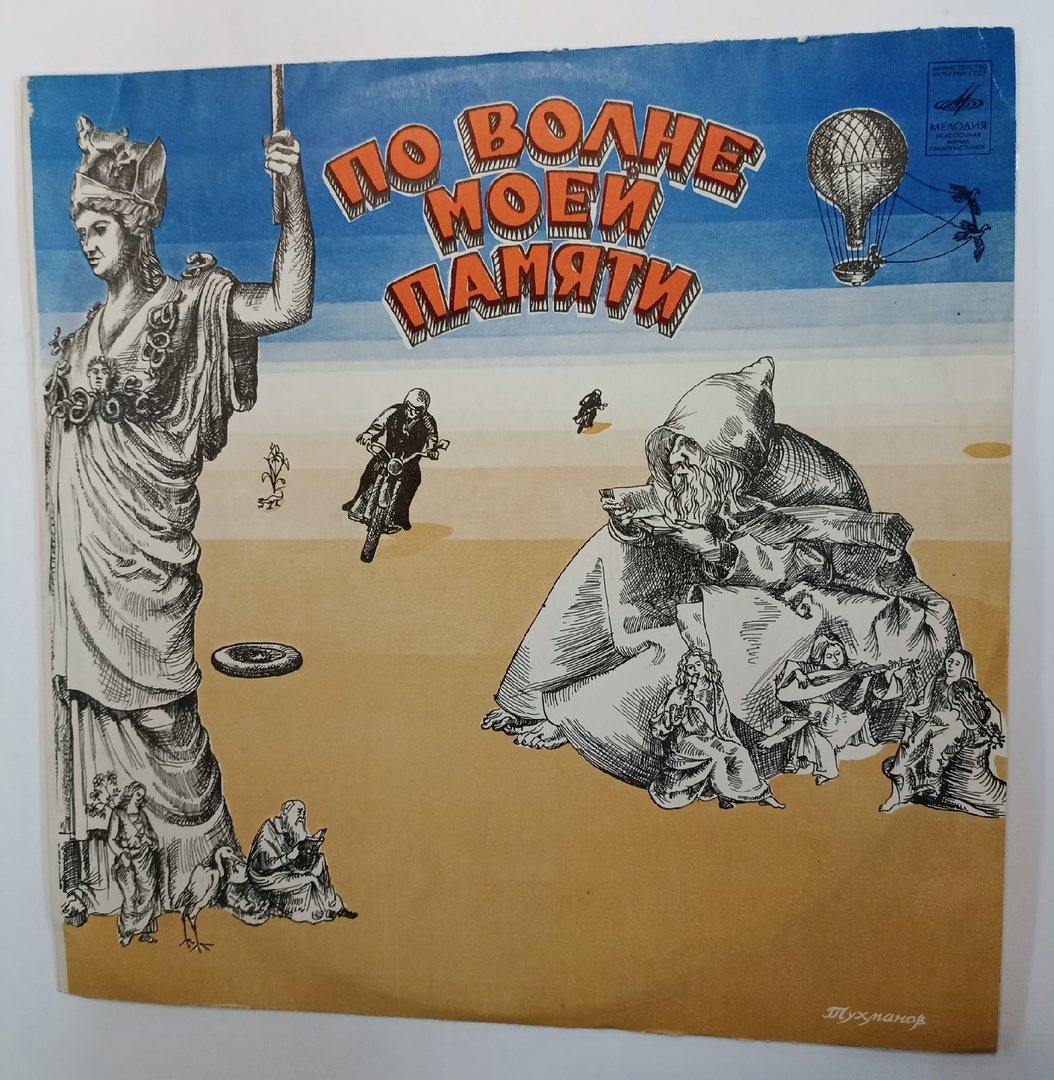 ПО ВОЛНЕ
МОЕЙ
ПАМЯТИ
МИНИСТЕРСТВО
КУЛЬТУРЫ СССР
МЕЛОДИЯ
ВСЕСОЮЗНАЯ
ФИРМА
ГРАМПЛАСТИНОК
Тухманов